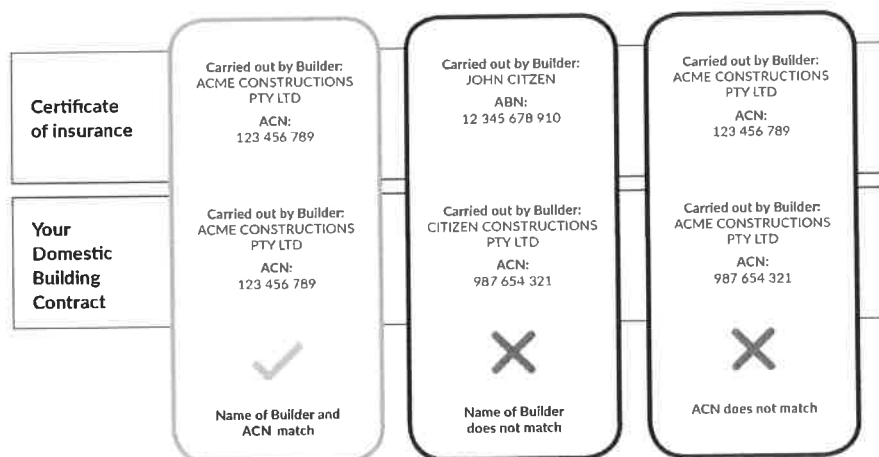 Certificate
of insurance
Carried out by Builder:
ACME CONSTRUCTIONS
PTY LTD
ACN:
123 456 789
Carried out by Builder:
JOHN CITZEN
ABN:
12 345 678 910
Carried out by Builder:
ACME CONSTRUCTIONS
PTY LTD
ACN:
123 456 789
Your
Domestic
Building
Contract
Carried out by Builder:
ACME CONSTRUCTIONS
PTY LTD
ACN:
123 456 789
Carried out by Builder:
CITIZEN CONSTRUCTIONS
PTY LTD
ACN:
987 654 321
Carried out by Builder:
ACME CONSTRUCTIONS
PTY LTD
ACN:
987 654 321
Name of Builder and
ACN match
Name of Builder
does not match
ACN does not match